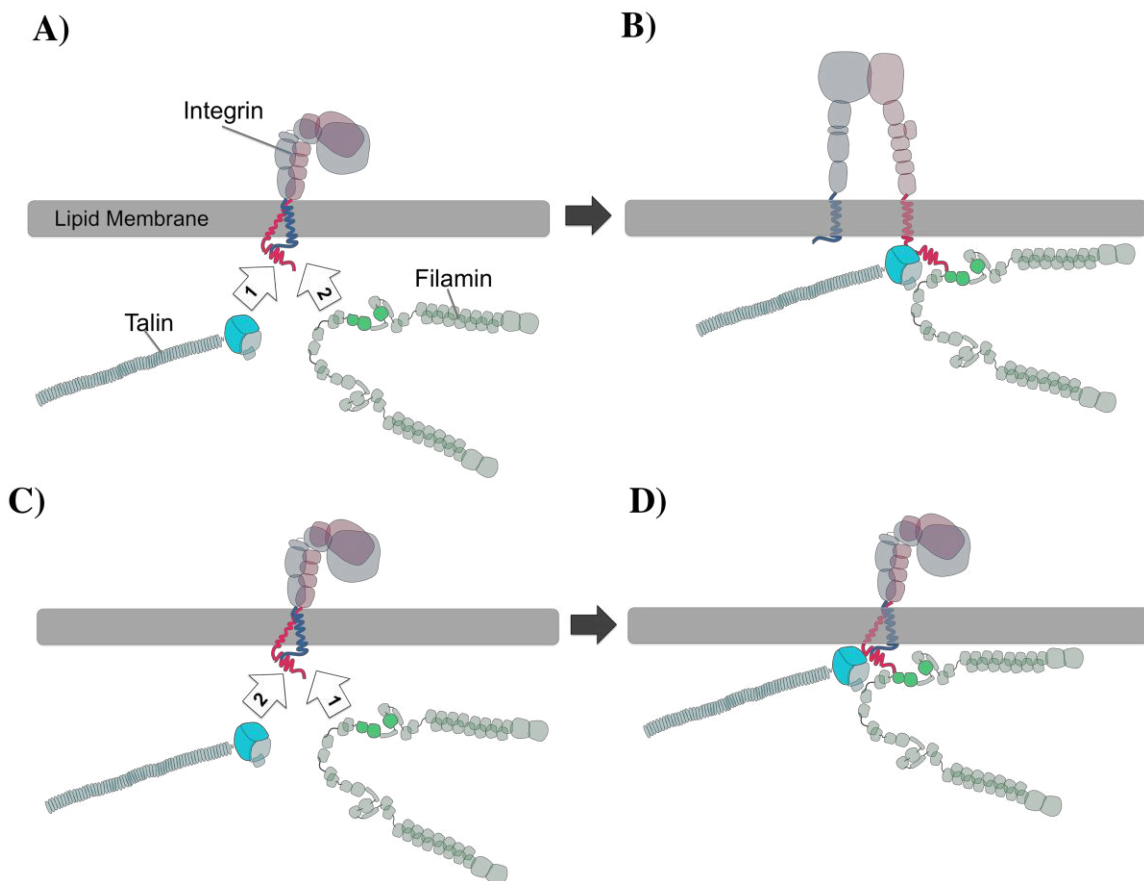 A)
B)
Integrin
Lipid Membrane
1
2
Filamin
Talin
C)
D)
2
1